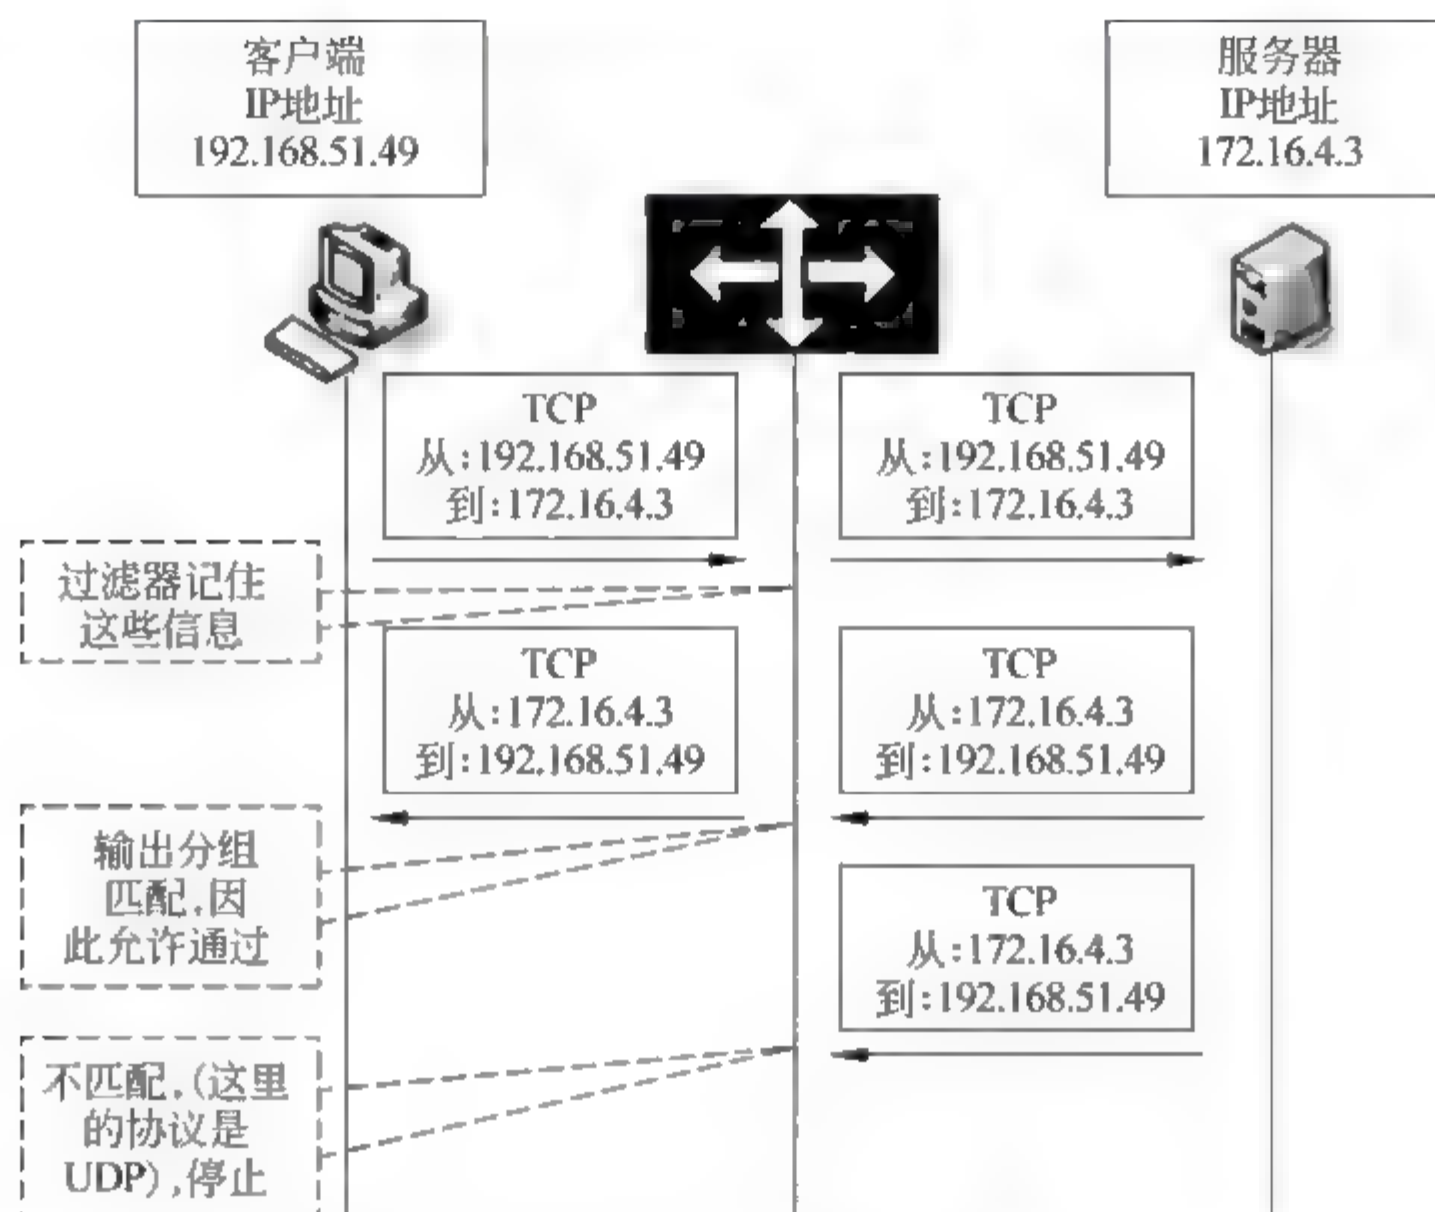 客户端
IP地址
192.168.51.49
服务器
IP地址
172.16.4.3
TCP
从:192.168.51.49
到:172.16.4.3
TCP
从:192.168.51.49
到:172.16.4.3
过滤器记住
这些信息
TCP
从:172.16.4.3
到:192.168.51.49
TCP
从:172.16.4.3
到:192.168.51.49
输出分组
匹配,因
此允许通过
TCP
从:172.16.4.3
到:192.168.51.49
不匹配,(这里
的协议是
UDP),停止